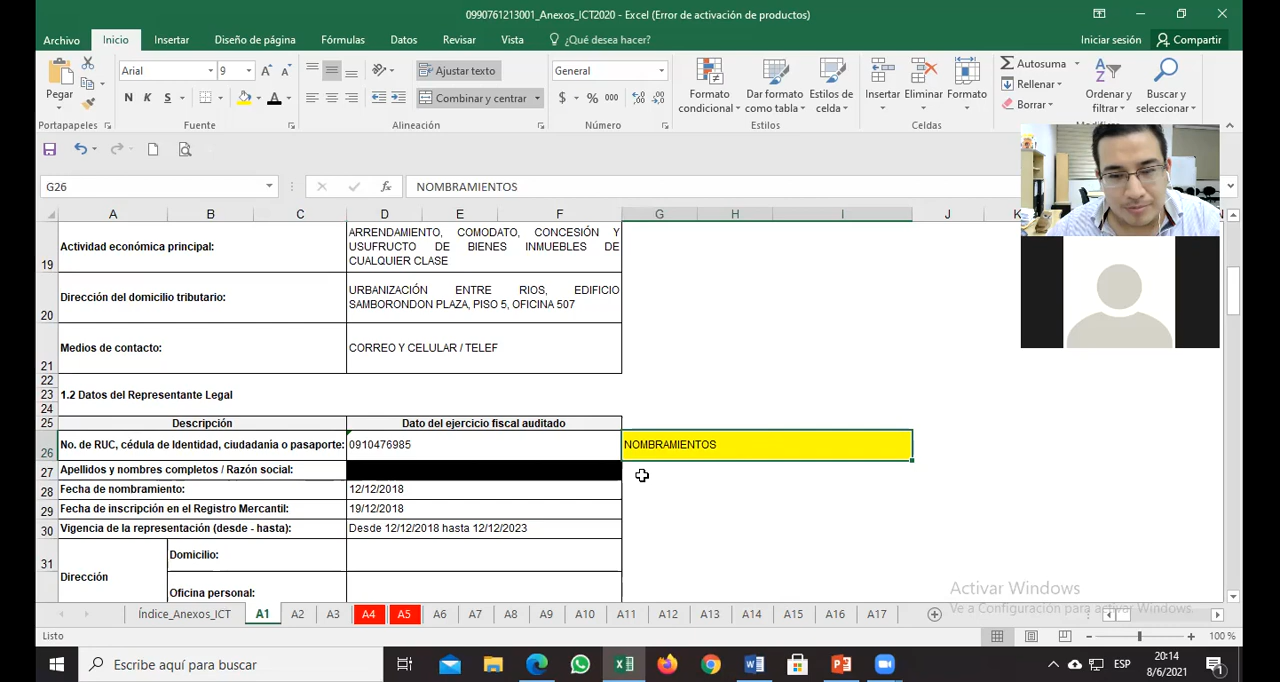 0990761213001_Anexos_ICT2020 - Excel (Error de activación de productos)
Archivo Inicio Insertar Diseño de página Fórmulas Datos Revisar Vista ¿Qué desea hacer? Iniciar sesión Compartir
Arial 9 Ajustar texto General Autosuma
Pegar N K S Combinar y centrar $ % 000 Formato condicional Dar formato como tabla Estilos de celda Insertar Eliminar Formato Rellenar Borrar Ordenar y filtrar Buscar y seleccionar
Portapapeles Fuente Alineación Número Estilos Celdas
G26 fx NOMBRAMIENTOS
A B C D E F G H I J K
19 Actividad económica principal: ARRENDAMIENTO, COMODATO, CONCESIÓN Y
USUFRUCTO DE BIENES INMUEBLES DE
CUALQUIER CLASE
20 Dirección del domicilio tributario: URBANIZACIÓN ENTRE RIOS, EDIFICIO
SAMBORONDON PLAZA, PISO 5, OFICINA 507
21 Medios de contacto: CORREO Y CELULAR / TELEF
22
23 1.2 Datos del Representante Legal
24
25 Descripción Dato del ejercicio fiscal auditado
26 No. de RUC, cédula de Identidad, ciudadania o pasaporte: 0910476985 NOMBRAMIENTOS
27 Apellidos y nombres completos / Razón social:
28 Fecha de nombramiento: 12/12/2018
29 Fecha de inscripción en el Registro Mercantil: 19/12/2018
30 Vigencia de la representación (desde - hasta): Desde 12/12/2018 hasta 12/12/2023
31 Dirección Domicilio:
Oficina personal:
Activar Windows
Ve a Configuración para activar Windows.
Índice_Anexos_ICT A1 A2 A3 A4 A5 A6 A7 A8 A9 A10 A11 A12 A13 A14 A15 A16 A17
Listo 100 %
Escribe aquí para buscar ESP 20:14
8/6/2021